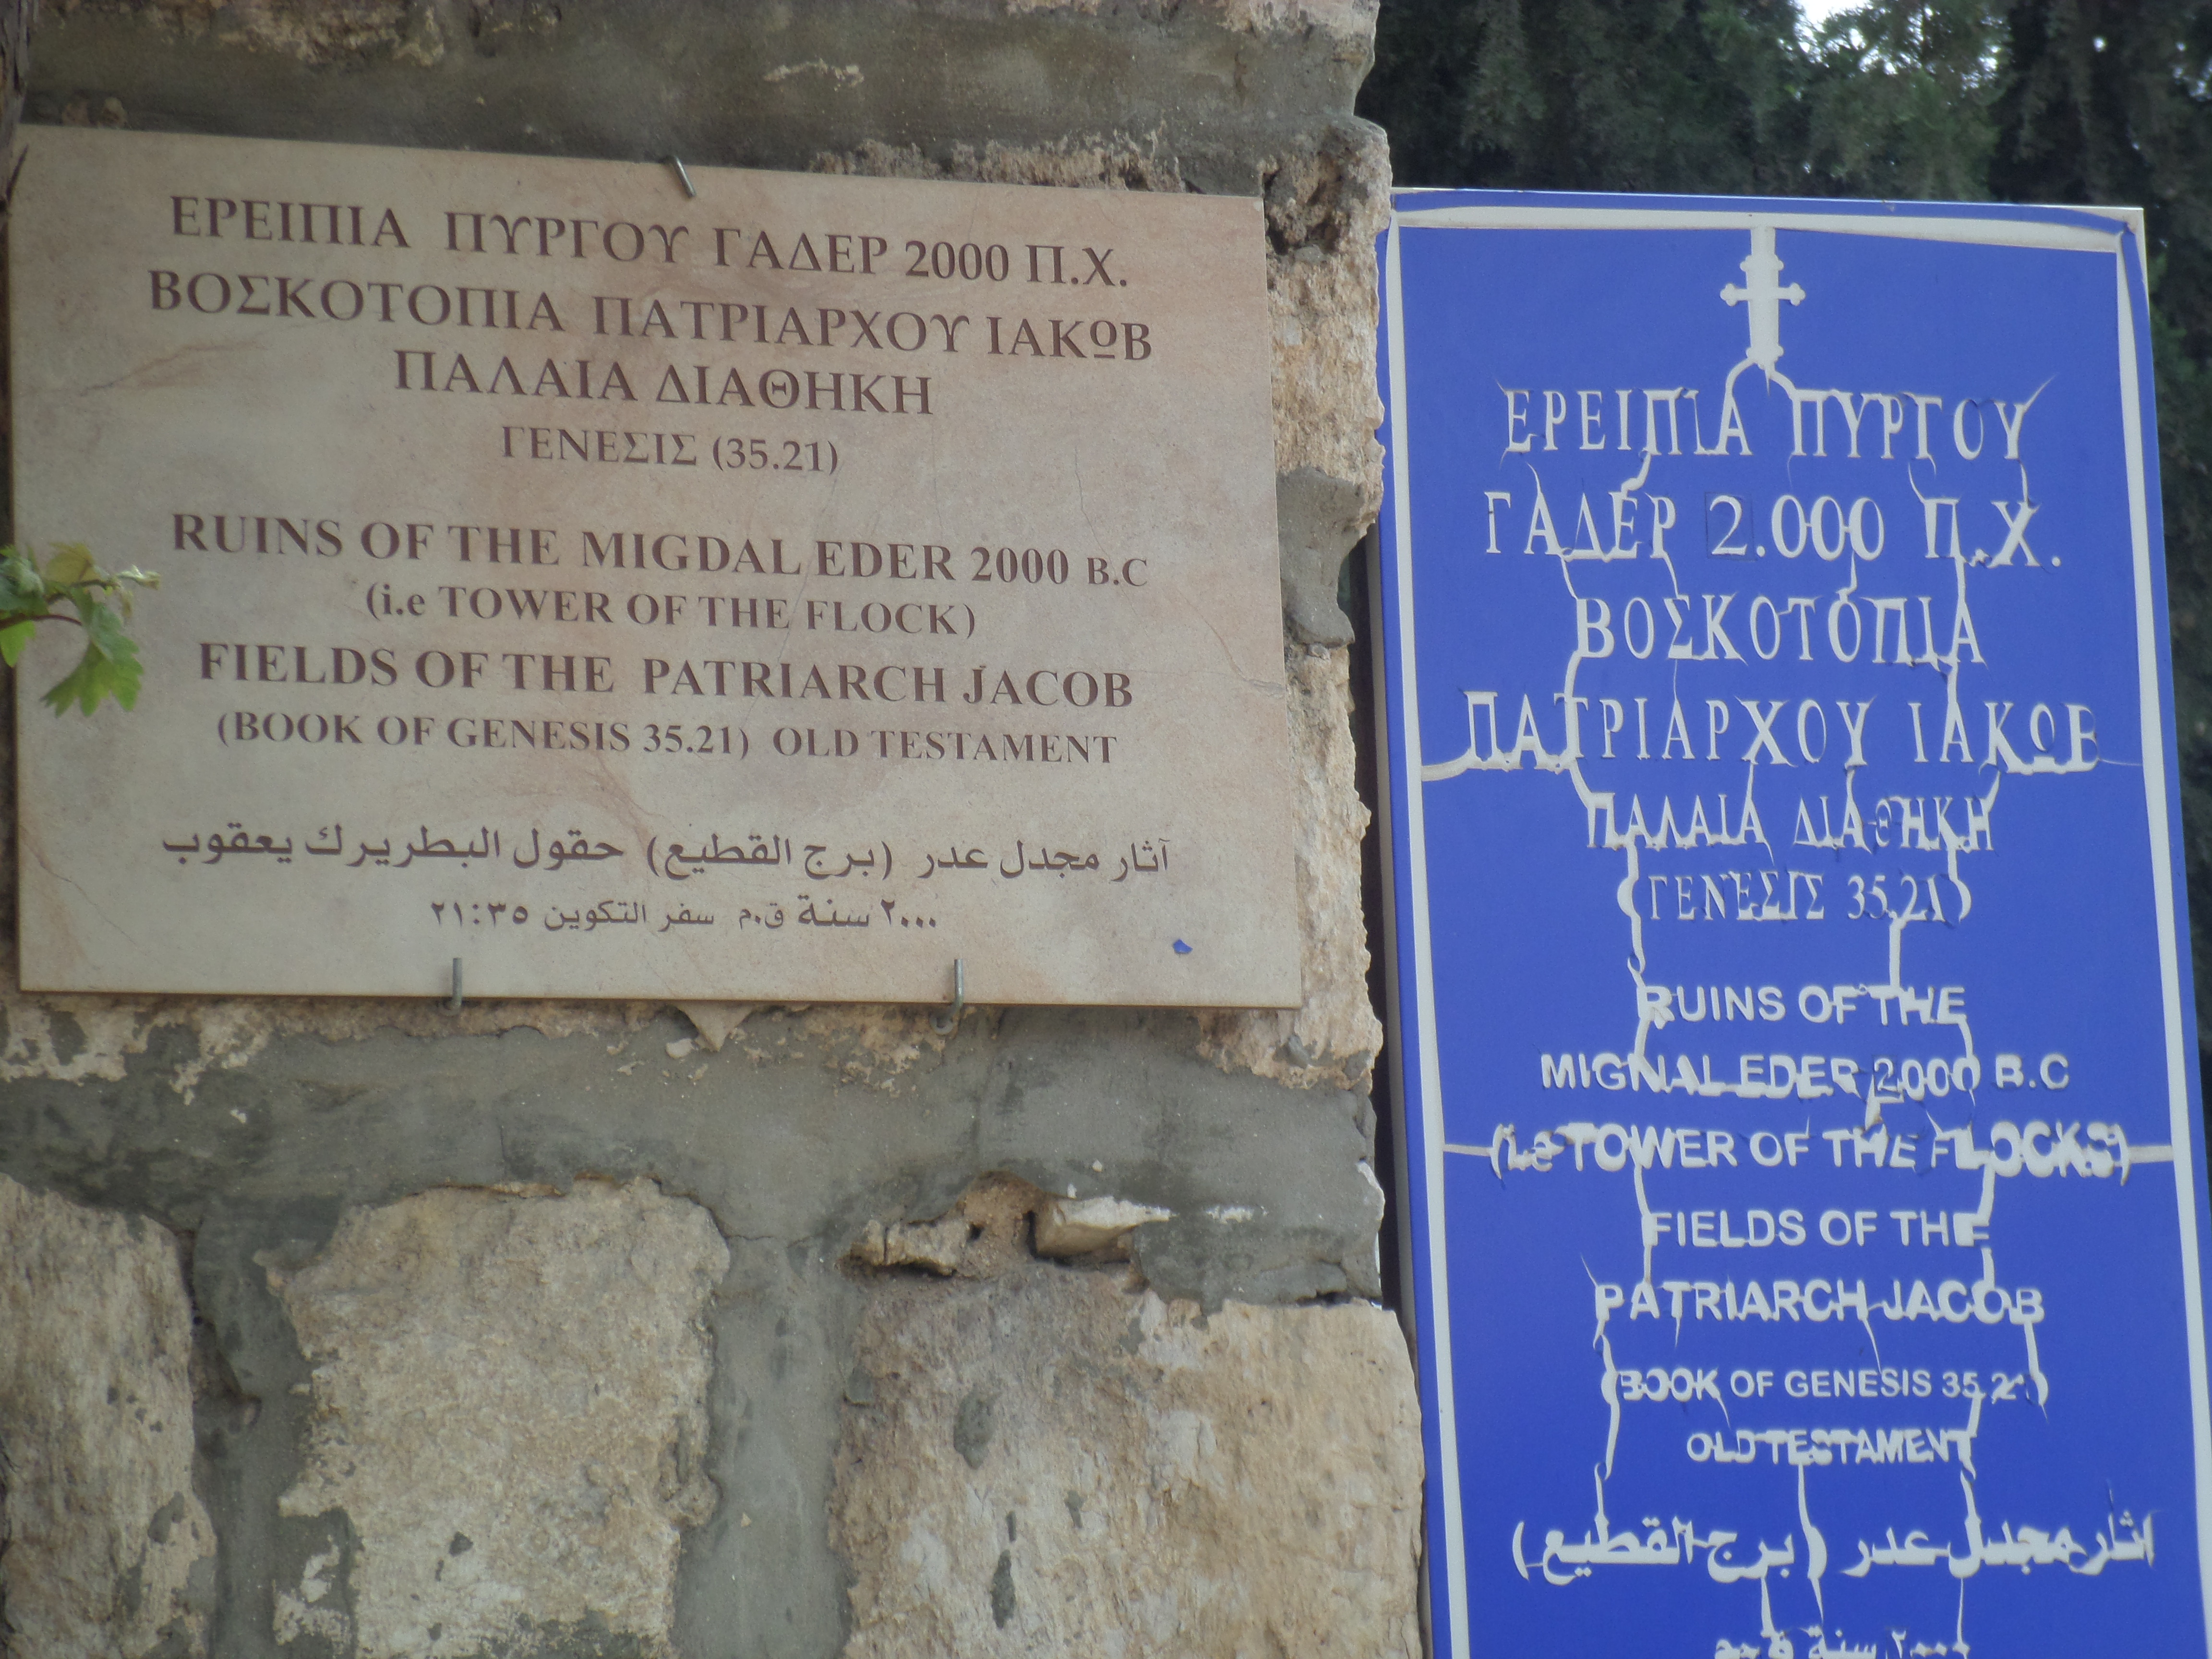 ΕΡΕΙΠΙΑ ΠΥΡΓΟΥ ΓΑΔΕΡ 2000 Π.Χ.
ΒΟΣΚΟΤΟΠΙΑ ΠΑΤΡΙΑΡΧΟΥ ΙΑΚΩΒ
ΠΑΛΑΙΑ ΔΙΑΘΗΚΗ
ΓΕΝΕΣΙΣ (35.21)
RUINS OF THE MIGDAL EDER 2000 B.C
(i.e TOWER OF THE FLOCK)
FIELDS OF THE PATRIARCH JACOB
(BOOK OF GENESIS 35.21) OLD TESTAMENT
آثار مجدل عدر (برج القطيع) حقول البطريرك يعقوب
٢٠٠٠ سنة ق.م سفر التكوين ٢١:٣٥
ΕΡΕΙΠΙΑ ΠΥΡΓΟΥ
ΓΑΔΕΡ 2.000 Π.Χ.
ΒΟΣΚΟΤΟΠΙΑ
ΠΑΤΡΙΑΡΧΟΥ ΙΑΚΩΒ
ΠΑΛΑΙΑ ΔΙΑΘΗΚΗ
(ΓΕΝΕΣΙΣ 35.21)
RUINS OF THE
MIGNAL EDER 2000 B.C
(i.e TOWER OF THE FLOCKS)
FIELDS OF THE
PATRIARCH JACOB
(BOOK OF GENESIS 35.21)
OLD TESTAMENT
اثار مجدل عدر (برج القطيع)
٢٠٠٠ سنة ق.م